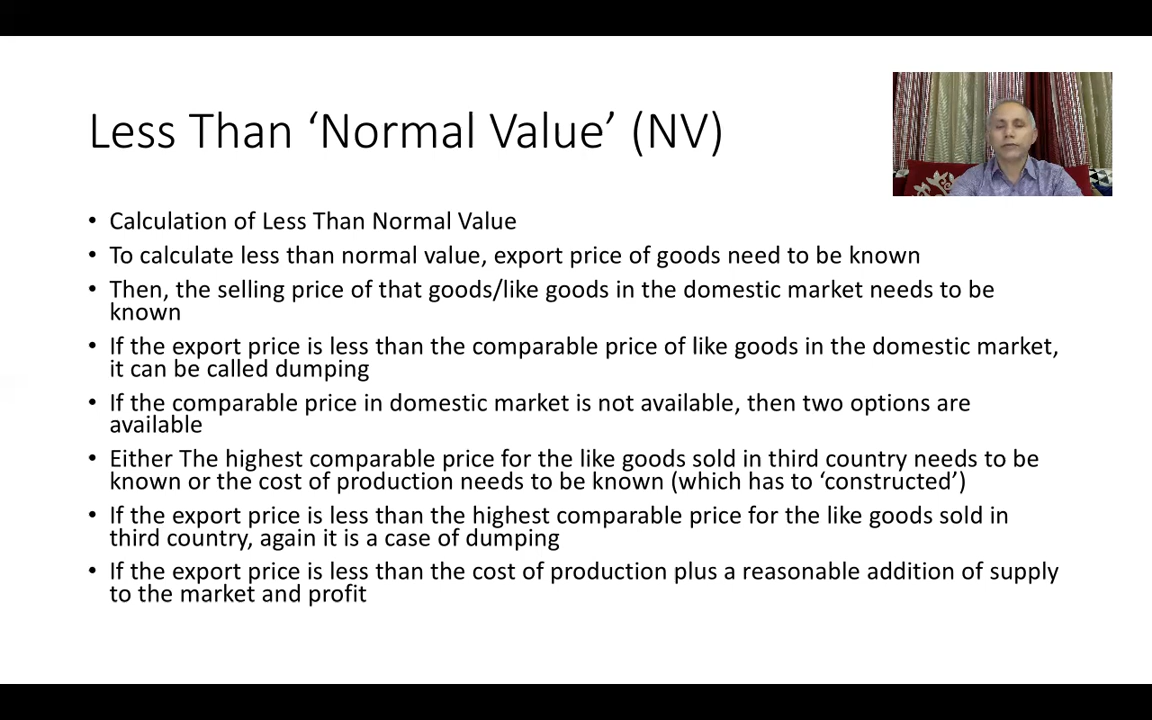 Less Than ‘Normal Value’ (NV)
• Calculation of Less Than Normal Value
• To calculate less than normal value, export price of goods need to be known
• Then, the selling price of that goods/like goods in the domestic market needs to be
known
• If the export price is less than the comparable price of like goods in the domestic market,
it can be called dumping
• If the comparable price in domestic market is not available, then two options are
available
• Either The highest comparable price for the like goods sold in third country needs to be
known or the cost of production needs to be known (which has to ‘constructed’)
• If the export price is less than the highest comparable price for the like goods sold in
third country, again it is a case of dumping
• If the export price is less than the cost of production plus a reasonable addition of supply
to the market and profit